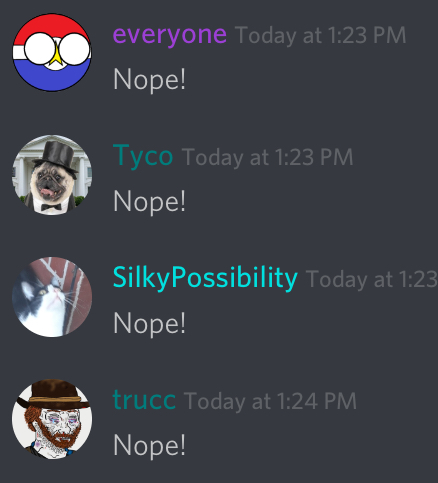 everyone Today at 1:23 PM
Nope!
Tyco Today at 1:23 PM
Nope!
SilkyPossibility Today at 1:23
Nope!
trucc Today at 1:24 PM
Nope!